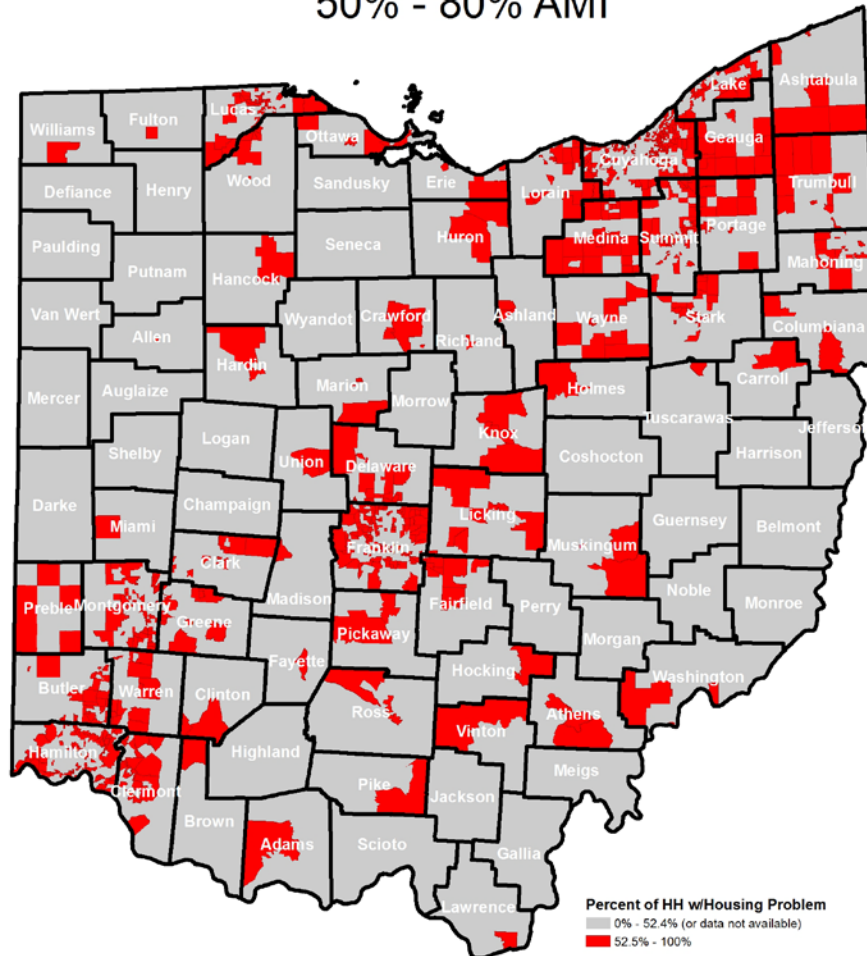 50% - 80% AMI
Williams
Fulton
Lucas
Ottawa
Lake
Ashtabula
Geauga
Cuyahoga
Defiance
Henry
Wood
Sandusky
Erie
Lorain
Trumbull
Paulding
Putnam
Hancock
Seneca
Huron
Medina
Summit
Portage
Mahoning
Van Wert
Allen
Wyandot
Crawford
Richland
Ashland
Wayne
Stark
Columbiana
Mercer
Auglaize
Hardin
Marion
Morrow
Holmes
Tuscarawas
Carroll
Jefferso
Shelby
Logan
Union
Delaware
Knox
Coshocton
Harrison
Darke
Miami
Champaign
Clark
Franklin
Licking
Muskingum
Guernsey
Belmont
Preble
Montgomery
Greene
Madison
Pickaway
Fairfield
Perry
Morgan
Noble
Monroe
Butler
Warren
Clinton
Fayette
Ross
Hocking
Vinton
Athens
Washington
Hamilton
Clermont
Highland
Pike
Jackson
Meigs
Brown
Adams
Scioto
Gallia
Lawrence
Percent of HH w/Housing Problem
0% - 52.4% (or data not available)
52.5% - 100%